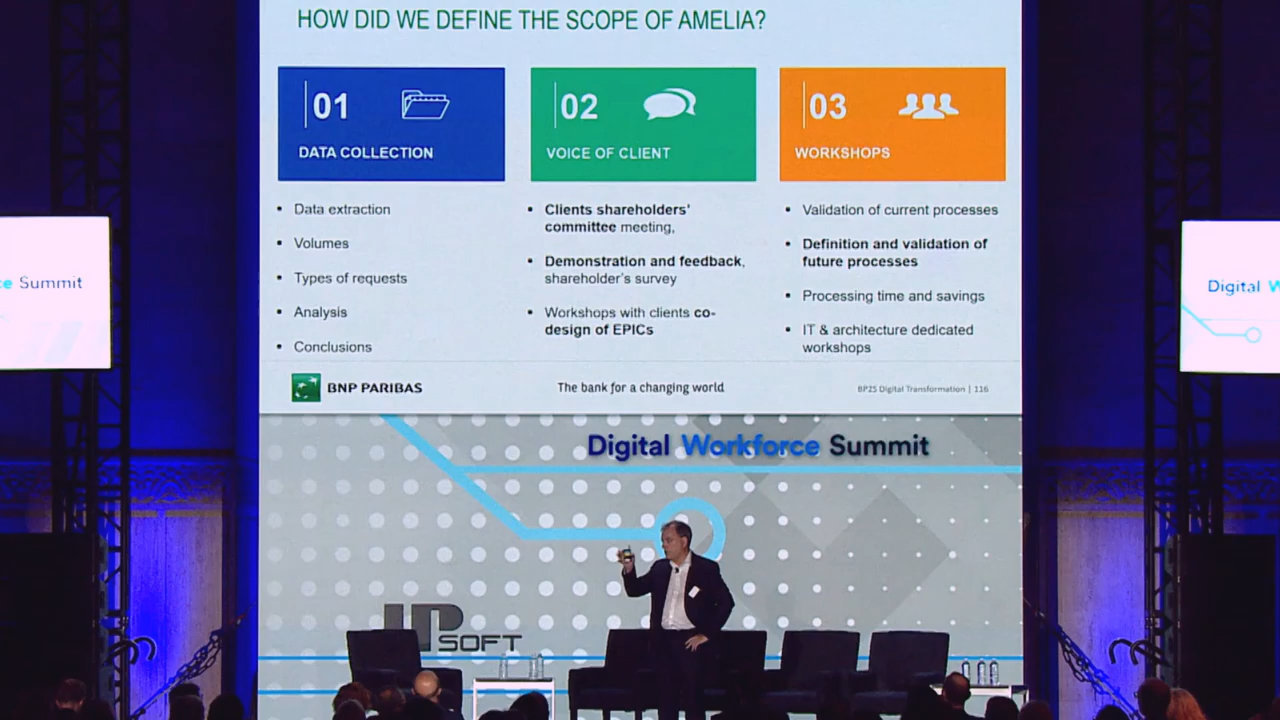 HOW DID WE DEFINE THE SCOPE OF AMELIA?
01
DATA COLLECTION
02
VOICE OF CLIENT
03
WORKSHOPS
• Data extraction
• Volumes
• Types of requests
• Analysis
• Conclusions
• Clients shareholders'
committee meeting,
• Demonstration and feedback,
shareholder's survey
• Workshops with clients co-
design of EPICs
• Validation of current processes
• Definition and validation of
future processes
• Processing time and savings
• IT & architecture dedicated
workshops
BNP PARIBAS
The bank for a changing world
BP2S Digital Transformation | 116
ce Summit
Digital W
Digital Workforce Summit
IPSOFT